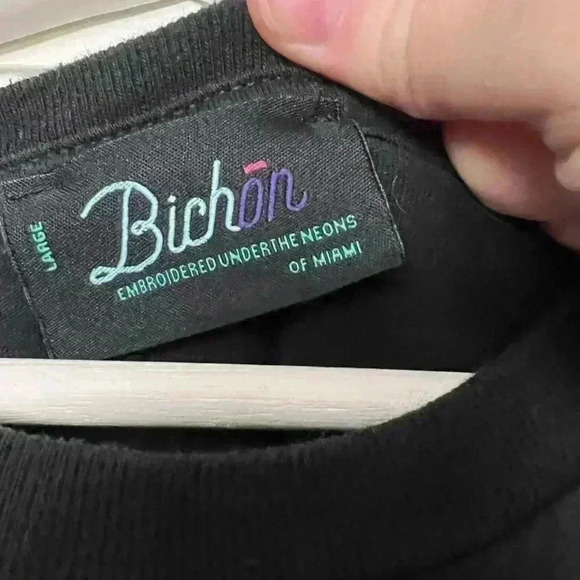 LARGE
Bichōn
EMBROIDERED UNDER THE NEONS
OF MIAMI